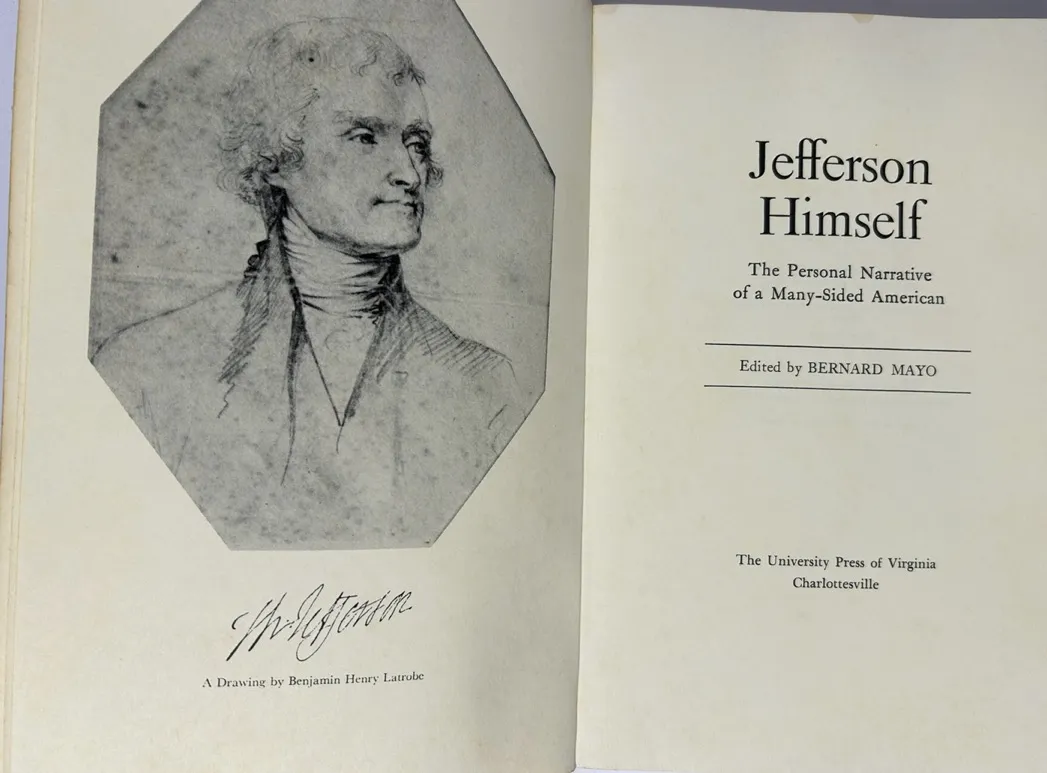 Th. Jefferson
A Drawing by Benjamin Henry Latrobe
Jefferson
Himself
The Personal Narrative
of a Many-Sided American
Edited by BERNARD MAYO
The University Press of Virginia
Charlottesville